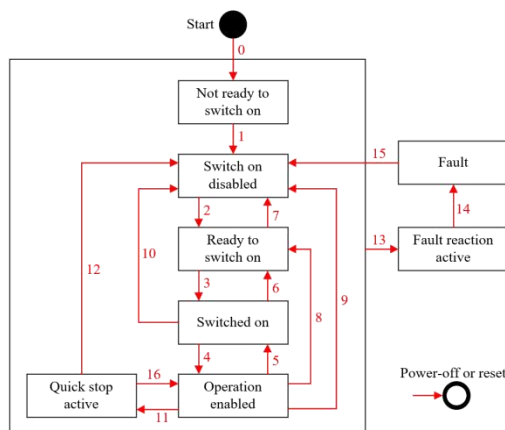 Start
0
Not ready to
switch on
1
15
Switch on
disabled
Fault
2
7
14
10
Ready to
switch on
13
Fault reaction
active
12
3
6
9
8
Switched on
4
5
16
Power-off or reset
Quick stop
active
Operation
enabled
11